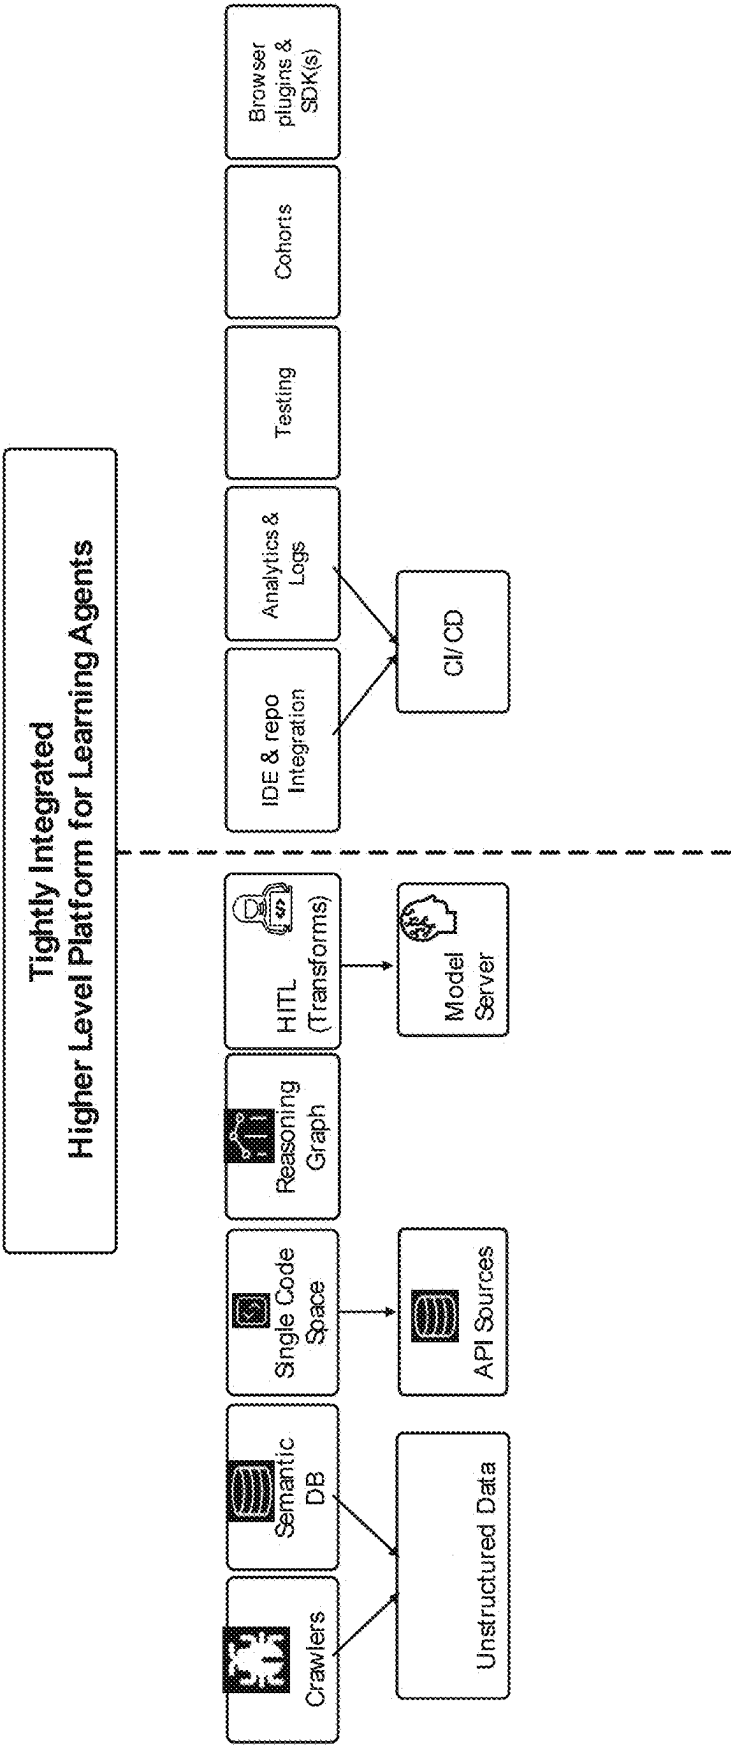 Tightly Integrated
Higher Level Platform for Learning Agents
Crawlers
Semantic
DB
Single Code
Space
Reasoning
Graph
HITL
(Transforms)
IDE & repo
Integration
Analytics &
Logs
Testing
Cohorts
Browser
plugins &
SDK(s)
Unstructured Data
API Sources
Model
Server
CI/ CD